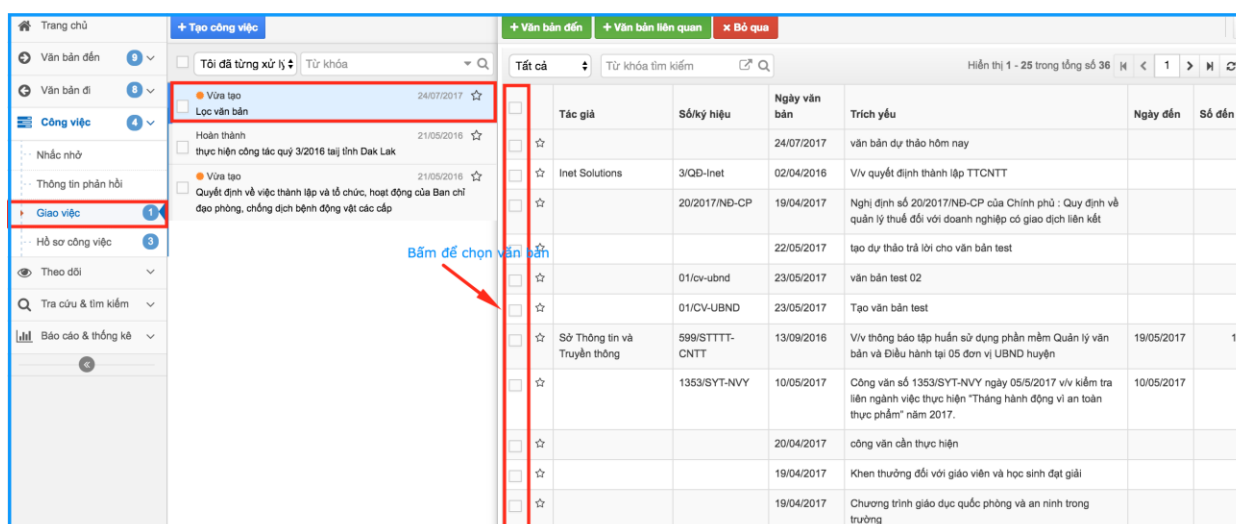 Trang chủ
Văn bản đến 9
Văn bản đi 8
Công việc 4
Nhắc nhở
Thông tin phản hồi
Giao việc 1
Hồ sơ công việc 3
Theo dõi
Tra cứu & tìm kiếm
Báo cáo & thống kê
+ Tạo công việc
Tôi đã từng xử lý Từ khóa
Vừa tạo 24/07/2017
Lọc văn bản
Hoàn thành 21/05/2016
thực hiện công tác quý 3/2016 taij tỉnh Dak Lak
Vừa tạo 21/05/2016
Quyết định về việc thành lập và tổ chức, hoạt động của Ban chỉ
đạo phòng, chống dịch bệnh động vật các cấp
Bấm để chọn văn bản
+ Văn bản đến + Văn bản liên quan × Bỏ qua
Tất cả Từ khóa tìm kiếm Hiển thị 1 - 25 trong tổng số 36 1
Tác giả Số/ký hiệu Ngày văn bản Trích yếu Ngày đến Số đến
24/07/2017 văn bản dự thảo hôm nay
Inet Solutions 3/QĐ-Inet 02/04/2016 V/v quyết định thành lập TTCNTT
20/2017/NĐ-CP 19/04/2017 Nghị định số 20/2017/NĐ-CP của Chính phủ : Quy định về
quản lý thuế đối với doanh nghiệp có giao dịch liên kết
22/05/2017 tạo dự thảo trả lời cho văn bản test
01/cv-ubnd 23/05/2017 văn bản test 02
01/CV-UBND 23/05/2017 Tạo văn bản test
Sở Thông tin và 599/STTTT- 13/09/2016 V/v thông báo tập huấn sử dụng phần mềm Quản lý văn 19/05/2017 1
Truyền thông CNTT bản và Điều hành tại 05 đơn vị UBND huyện
1353/SYT-NVY 10/05/2017 Công văn số 1353/SYT-NVY ngày 05/5/2017 v/v kiểm tra 10/05/2017
liên ngành việc thực hiện "Tháng hành động vì an toàn
thực phẩm" năm 2017.
20/04/2017 công văn cần thực hiện
19/04/2017 Khen thưởng đối với giáo viên và học sinh đạt giải
19/04/2017 Chương trình giáo dục quốc phòng và an ninh trong
trường